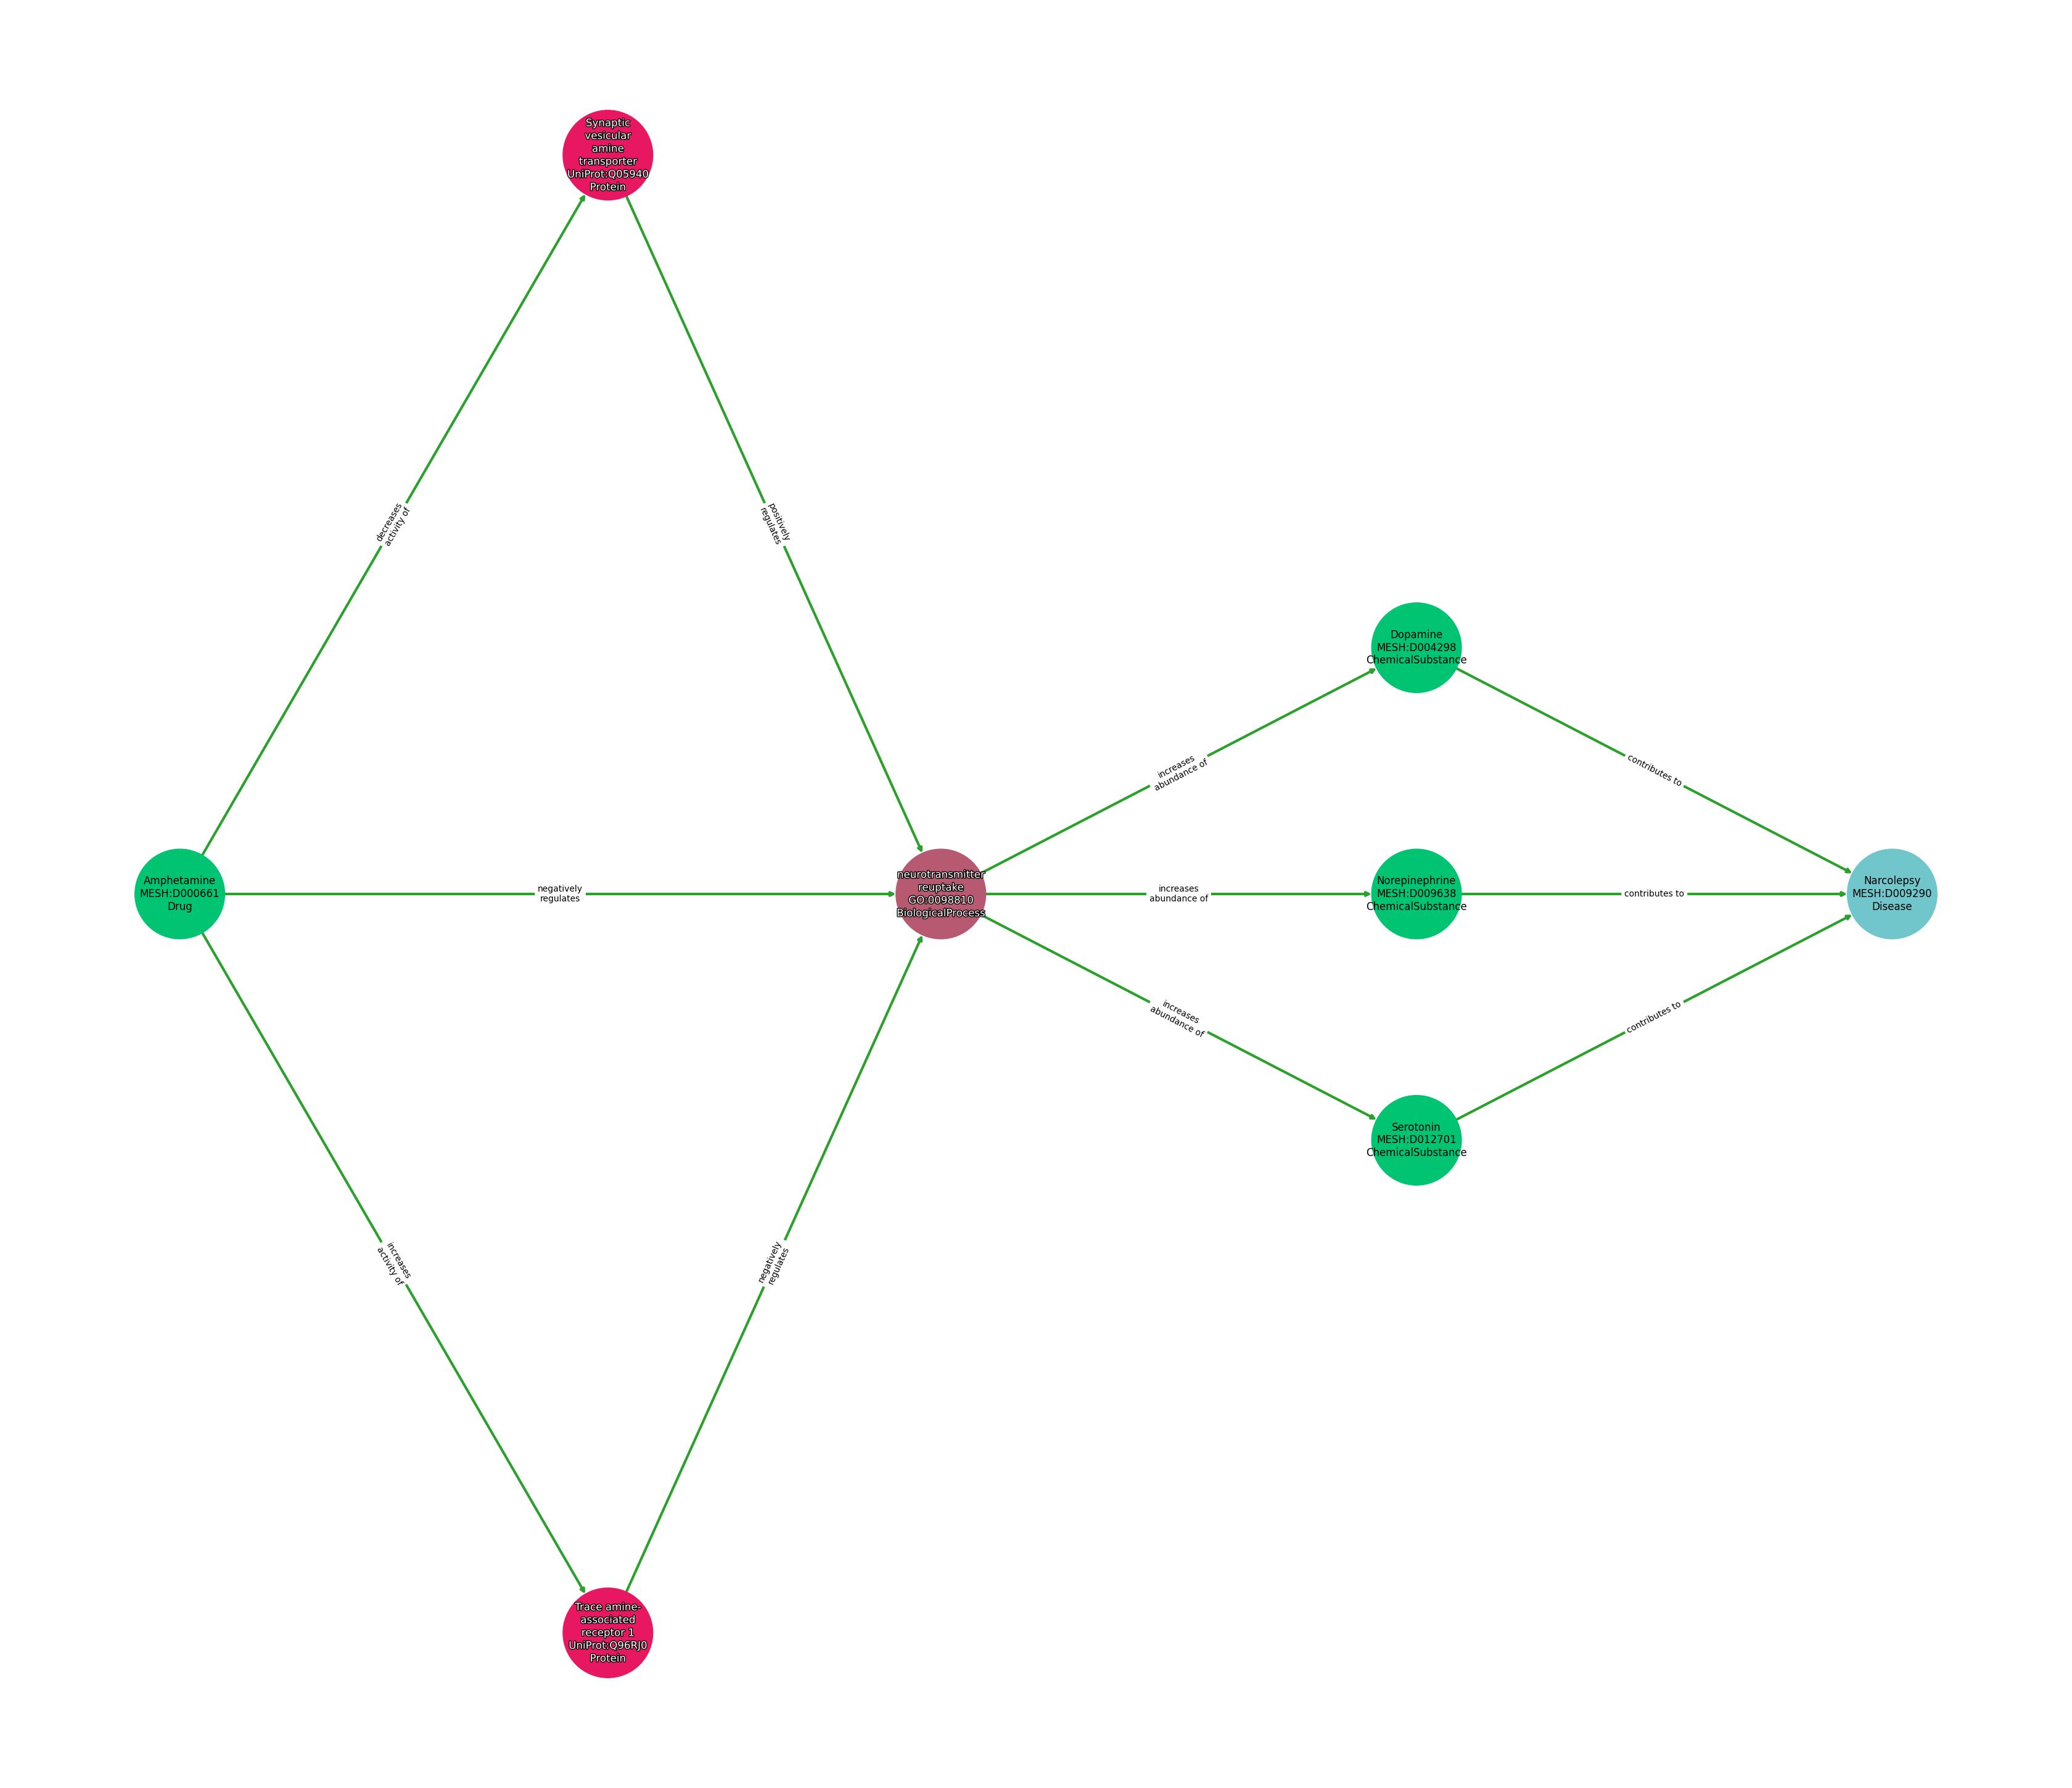 Synaptic
vesicular
amine
transporter
UniProt:Q05940
Protein
decreases
activity of
positively
regulates
Dopamine
MESH:D004298
ChemicalSubstance
increases
abundance of
contributes to
Amphetamine
MESH:D000661
Drug
negatively
regulates
neurotransmitter
reuptake
GO:0098810
BiologicalProcess
increases
abundance of
Norepinephrine
MESH:D009638
ChemicalSubstance
contributes to
Narcolepsy
MESH:D009290
Disease
increases
abundance of
contributes to
Serotonin
MESH:D012701
ChemicalSubstance
increases
activity of
negatively
regulates
Trace amine-
associated
receptor 1
UniProt:Q96RJ0
Protein